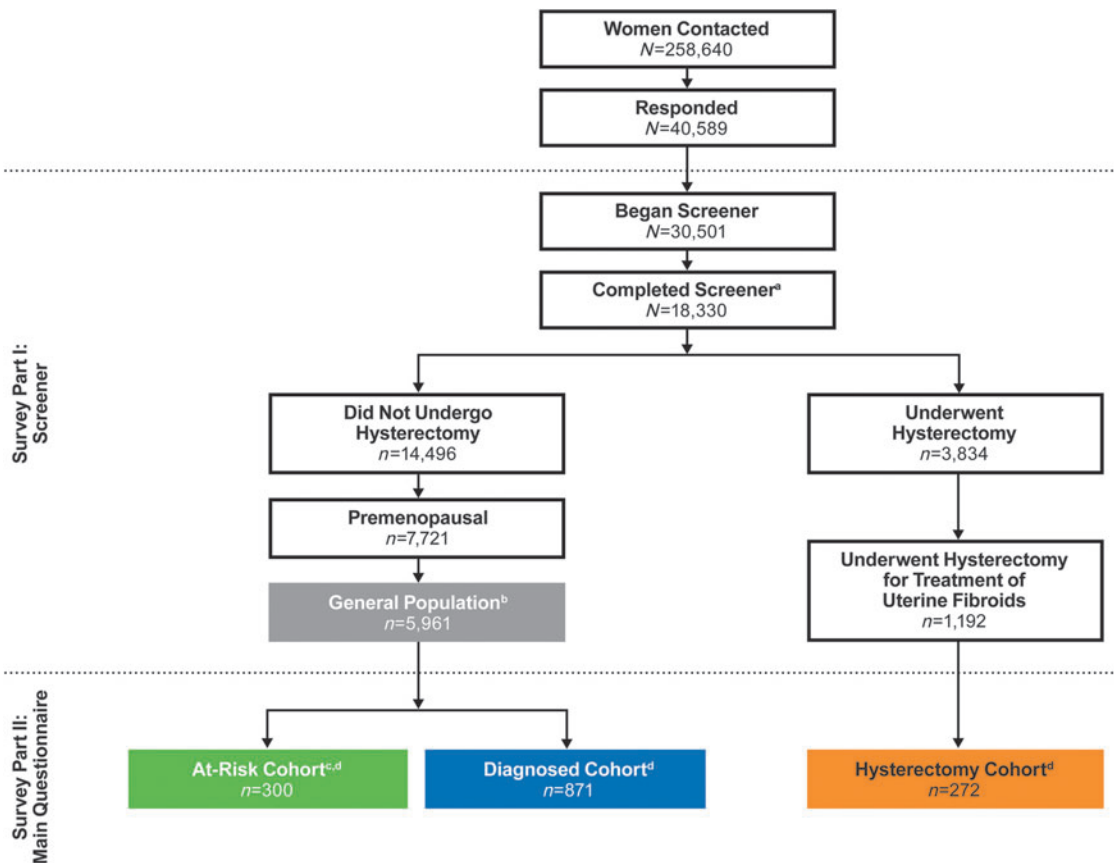 Women Contacted
N=258,640
Responded
N=40,589
Survey Part I:
Screener
Began Screener
N=30,501
Completed Screenerᵃ
N=18,330
Did Not Undergo
Hysterectomy
n=14,496
Underwent
Hysterectomy
n=3,834
Premenopausal
n=7,721
General Populationᵇ
n=5,961
Underwent Hysterectomy
for Treatment of
Uterine Fibroids
n=1,192
Survey Part II:
Main Questionnaire
At-Risk Cohortᶜ,ᵈ
n=300
Diagnosed Cohortᵈ
n=871
Hysterectomy Cohortᵈ
n=272